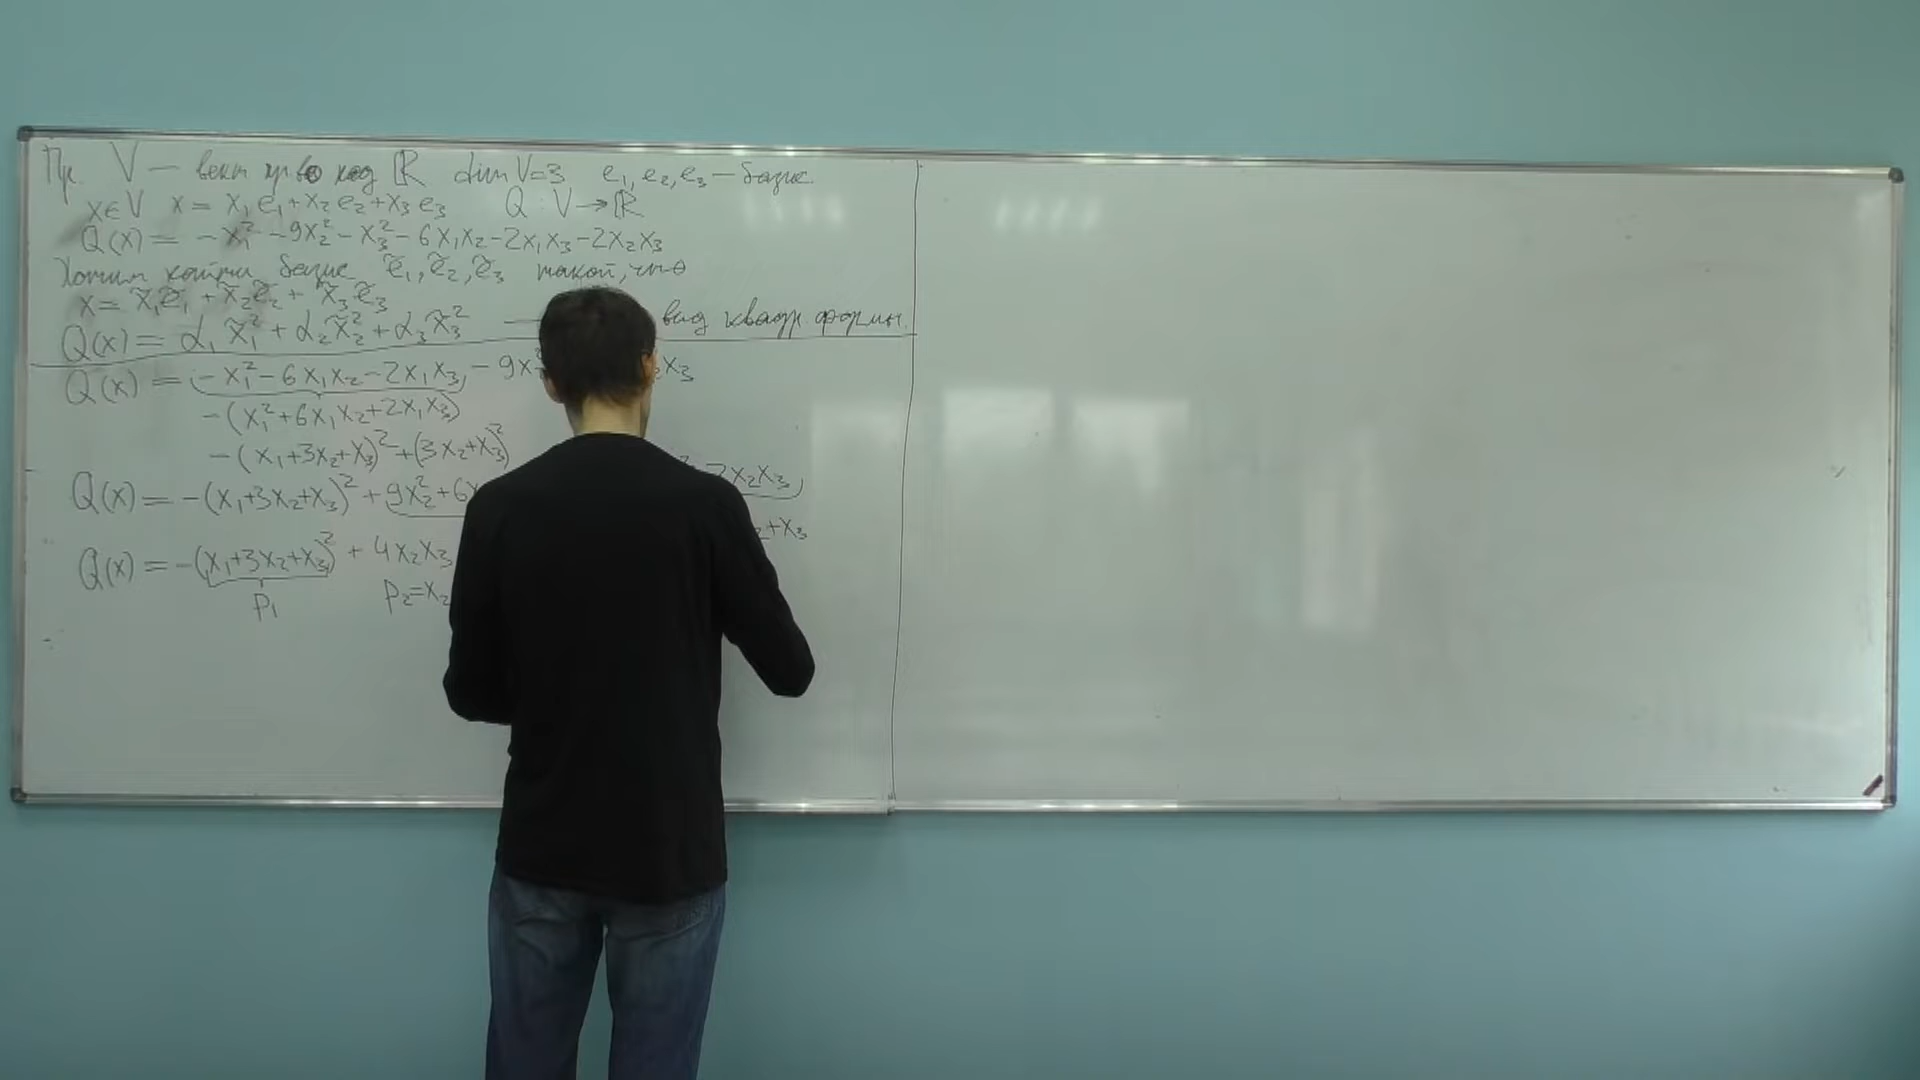 Пр. V — вект пр-во над ℝ dim V=3 e₁, e₂, e₃ — базис.
x∈V x = x₁e₁+x₂e₂+x₃e₃ Q : V→ℝ
Q(x) = -x₁² -9x₂² - x₃² - 6x₁x₂ -2x₁x₃ -2x₂x₃
Хотим найти базис ẽ₁, ẽ₂, ẽ₃ такой, что
x = x̃₁ẽ₁ + x̃₂ẽ₂ + x̃₃ẽ₃
Q(x) = α₁x̃₁² + α₂x̃₂² + α₃x̃₃² — вид квадр. формы.
Q(x) = -x₁² - 6x₁x₂ - 2x₁x₃ - 9x₂² x₃
-(x₁²+6x₁x₂+2x₁x₃)
-(x₁+3x₂+x₃)² +(3x₂+x₃)²
Q(x) = -(x₁+3x₂+x₃)² + 9x₂²+6x -2x₂x₃
₂+x₃
Q(x) = -(x₁+3x₂+x₃)² + 4x₂x₃
p₁ p₂=x₂